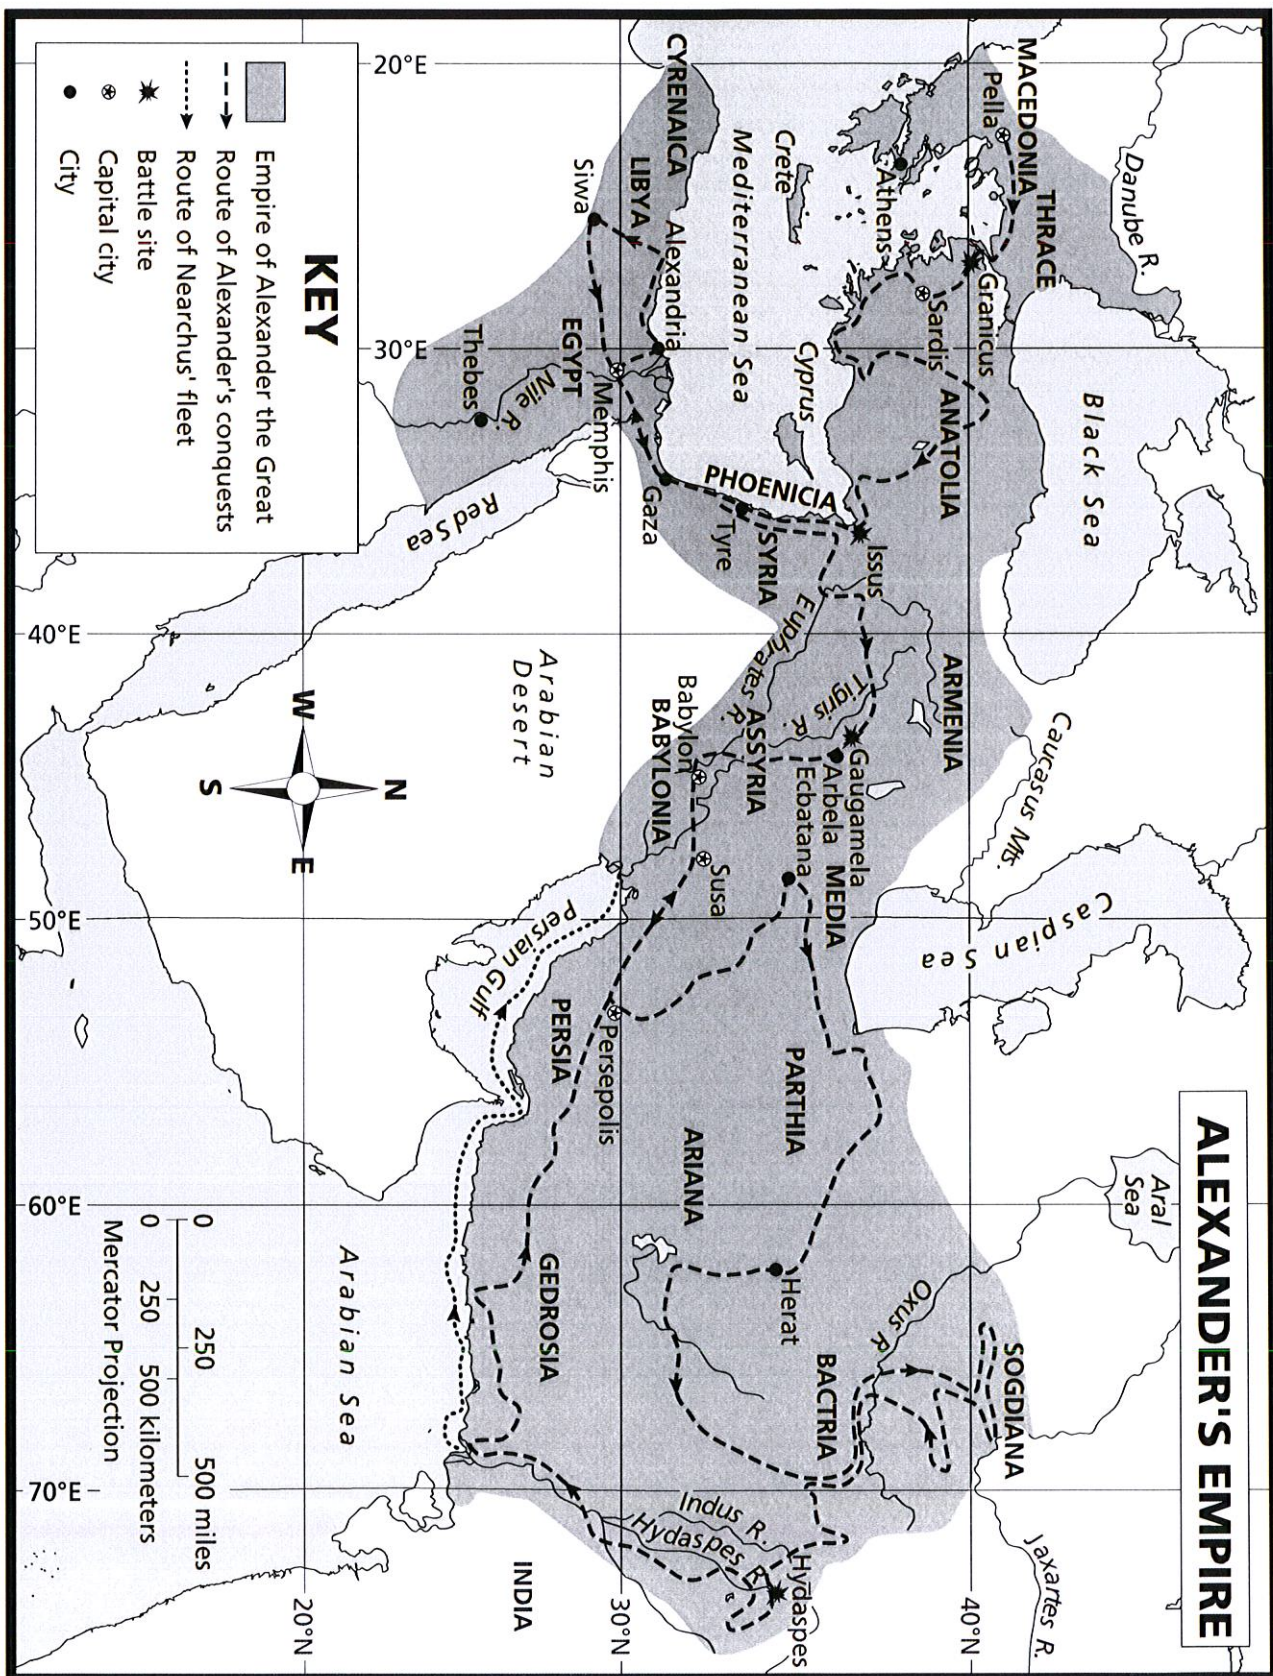 ALEXANDER'S EMPIRE
MACEDONIA
Pella
THRACE
Danube R.
Black Sea
Caucasus Mts.
Caspian Sea
Aral
Sea
Jaxartes R.
SOGDIANA
Oxus R.
BACTRIA
Granicus
Sardis
Athens
ANATOLIA
ARMENIA
Issus
Crete
Cyprus
Mediterranean Sea
PHOENICIA
SYRIA
Tyre
Gaza
Euphrates R.
Tigris R.
ASSYRIA
Gaugamela
Arbela
Ecbatana
MEDIA
Babylon
BABYLONIA
Susa
PARTHIA
ARIANA
Herat
Persepolis
PERSIA
GEDROSIA
Indus R.
Hydaspes R.
Hydaspes
INDIA
CYRENAICA
LIBYA
Siwa
Alexandria
EGYPT
Memphis
Thebes
Nile R.
Red Sea
Arabian
Desert
Persian Gulf
Arabian Sea
20°E
30°E
40°E
50°E
60°E
70°E
40°N
30°N
20°N
N
W
E
S
KEY
Empire of Alexander the Great
Route of Alexander's conquests
Route of Nearchus' fleet
Battle site
Capital city
City
0 250 500 miles
0 250 500 kilometers
Mercator Projection